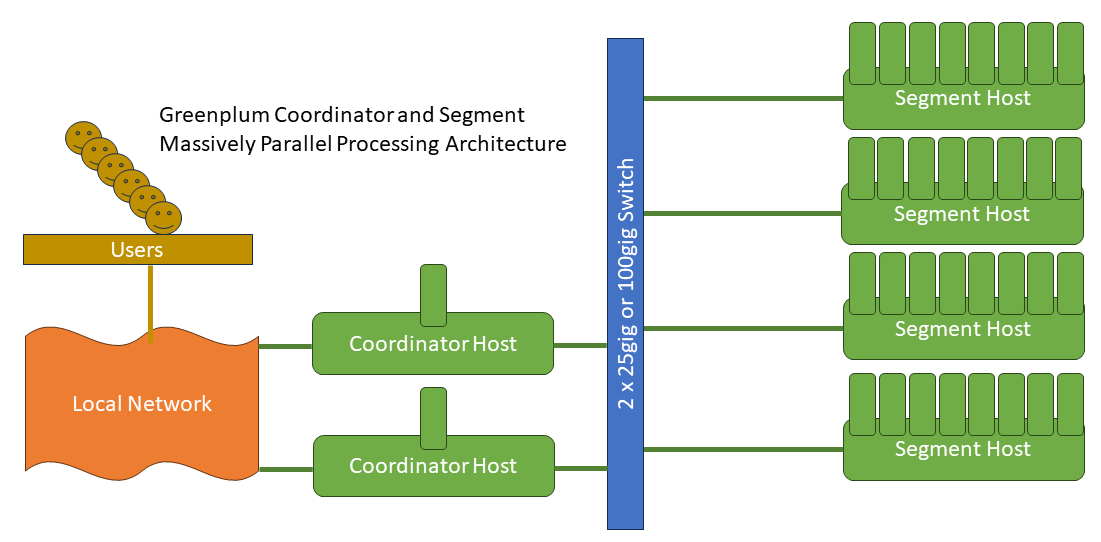 Greenplum Coordinator and Segment
Massively Parallel Processing Architecture
Users
Local Network
Coordinator Host
Coordinator Host
2 x 25gig or 100gig Switch
Segment Host
Segment Host
Segment Host
Segment Host